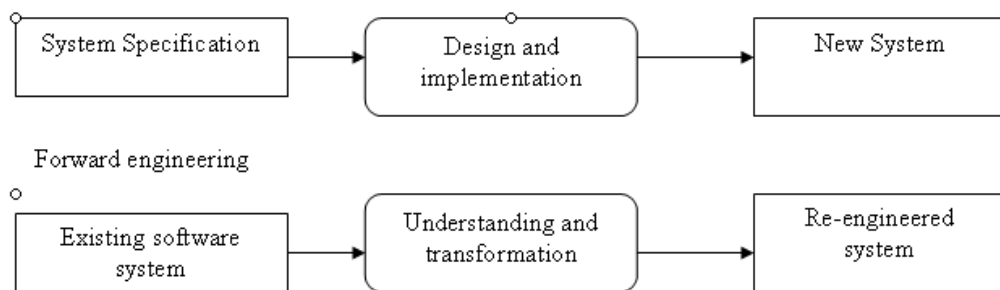 System Specification
Design and
implementation
New System
Forward engineering
Existing software
system
Understanding and
transformation
Re-engineered
system